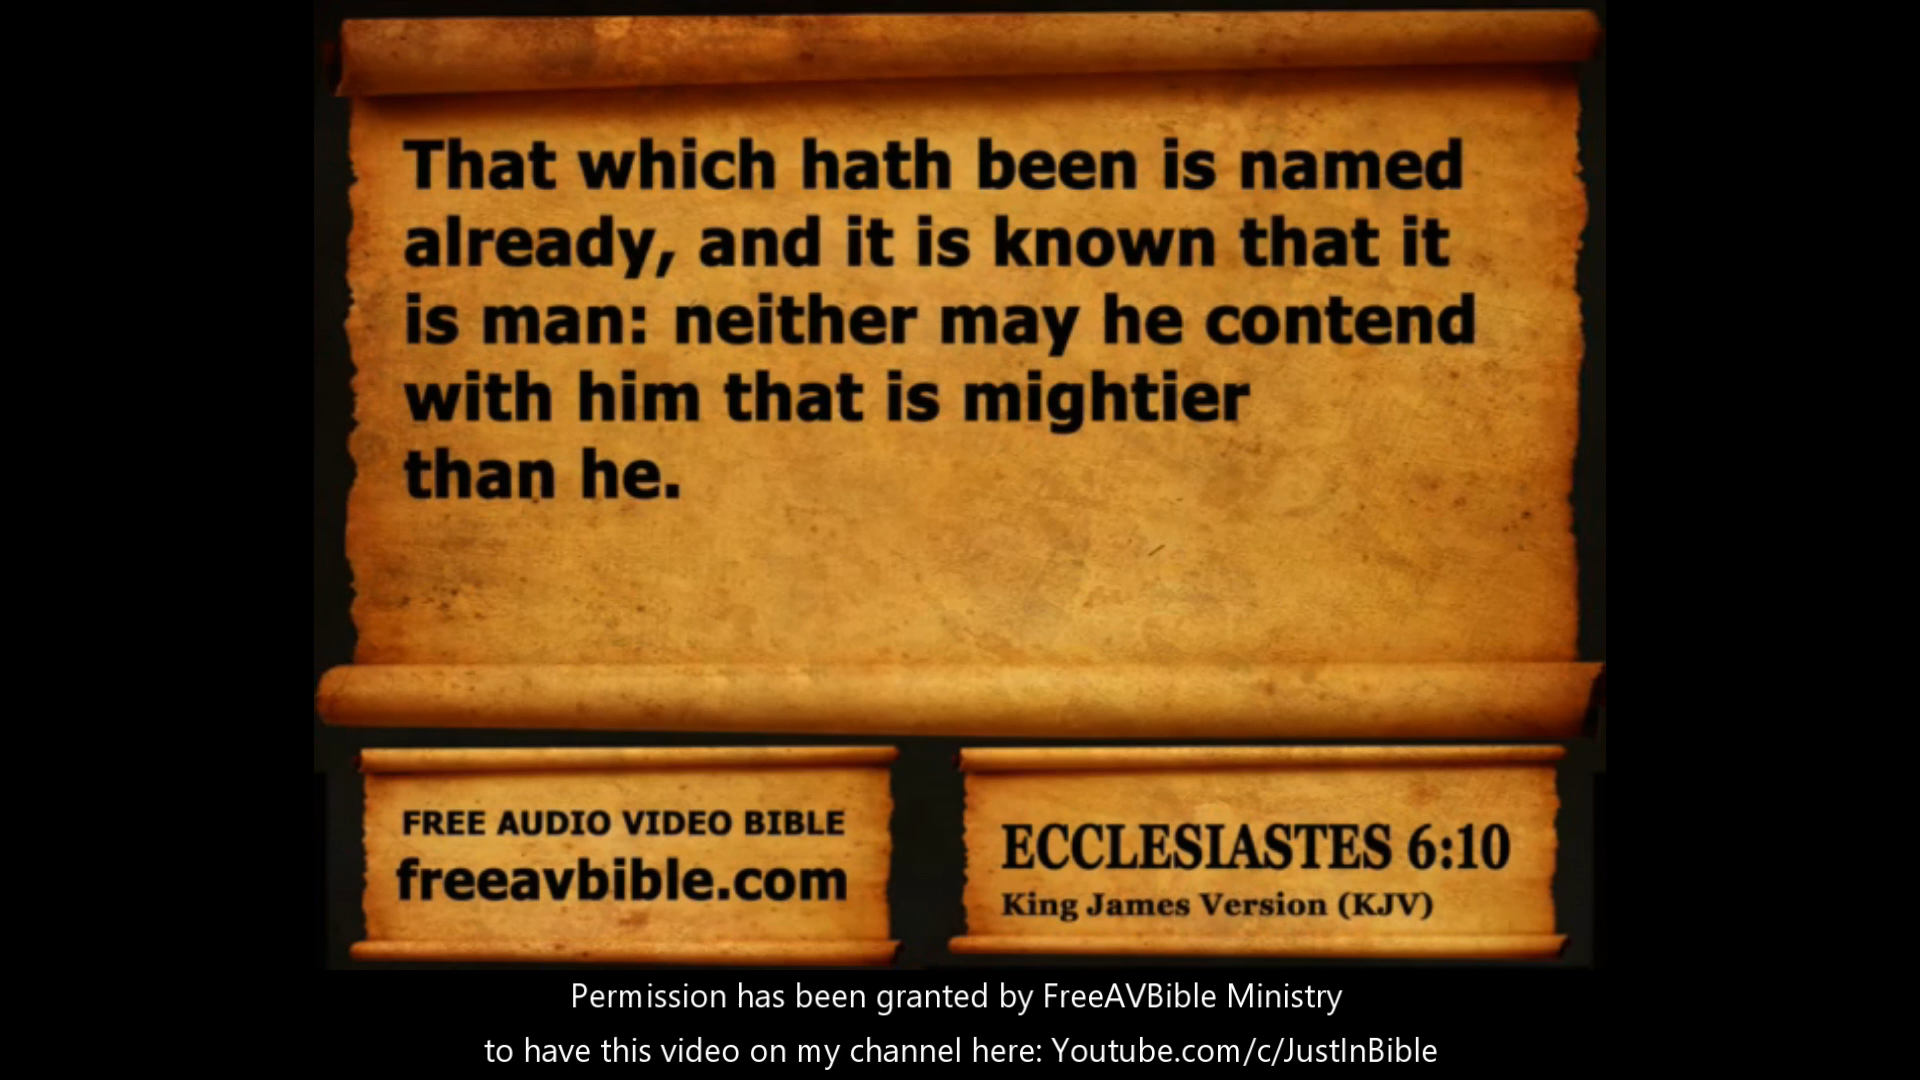 That which hath been is named
already, and it is known that it
is man: neither may he contend
with him that is mightier
than he.
FREE AUDIO VIDEO BIBLE
freeavbible.com
ECCLESIASTES 6:10
King James Version (KJV)
Permission has been granted by FreeAVBible Ministry
to have this video on my channel here: Youtube.com/c/JustInBible